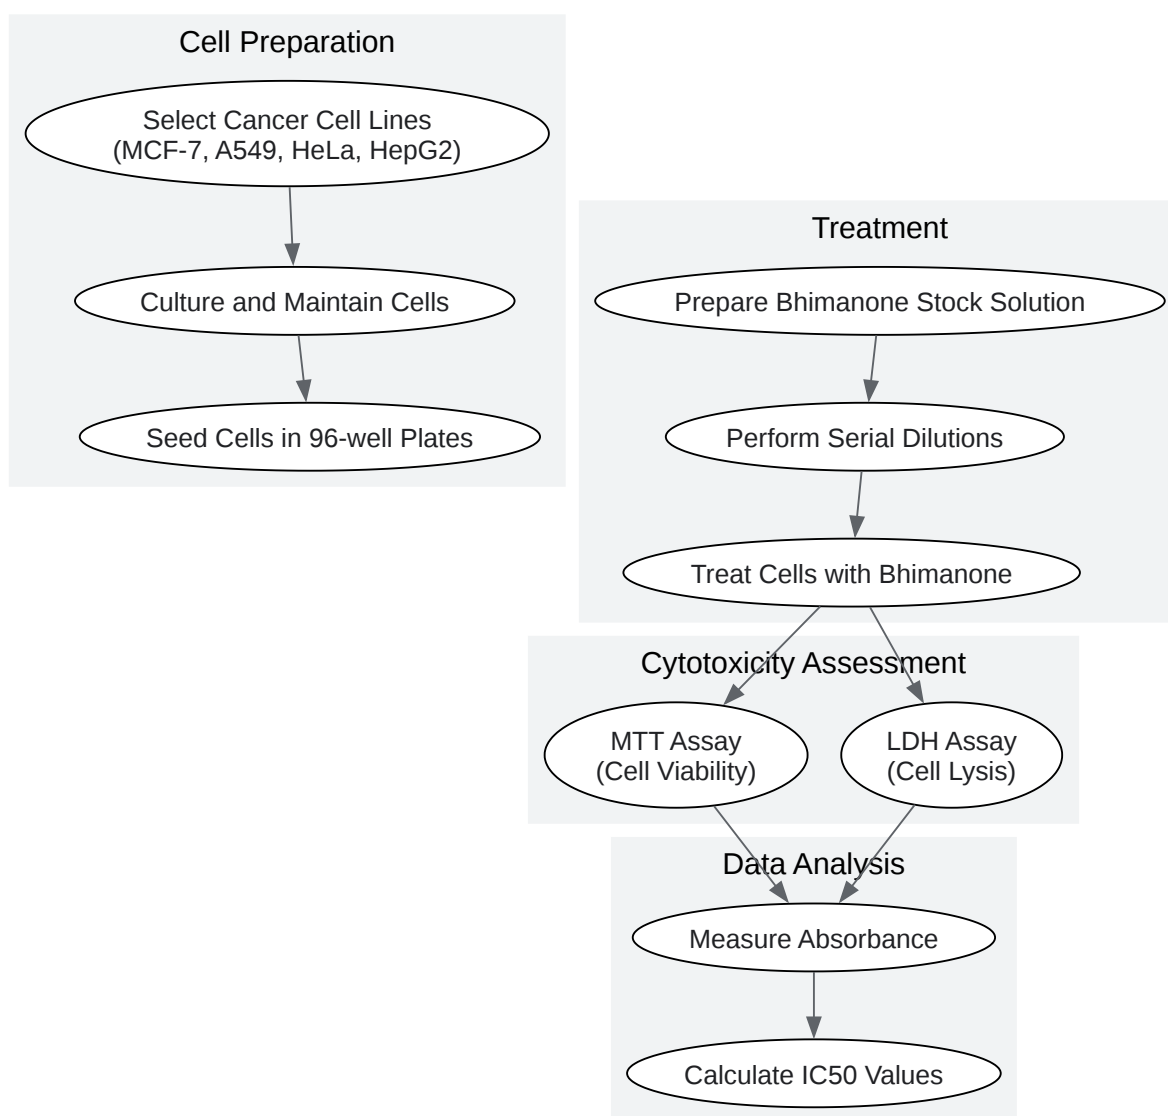 Cell Preparation
Select Cancer Cell Lines
(MCF-7, A549, HeLa, HepG2)
Culture and Maintain Cells
Seed Cells in 96-well Plates
Treatment
Prepare Bhimanone Stock Solution
Perform Serial Dilutions
Treat Cells with Bhimanone
Cytotoxicity Assessment
MTT Assay
(Cell Viability)
LDH Assay
(Cell Lysis)
Data Analysis
Measure Absorbance
Calculate IC50 Values